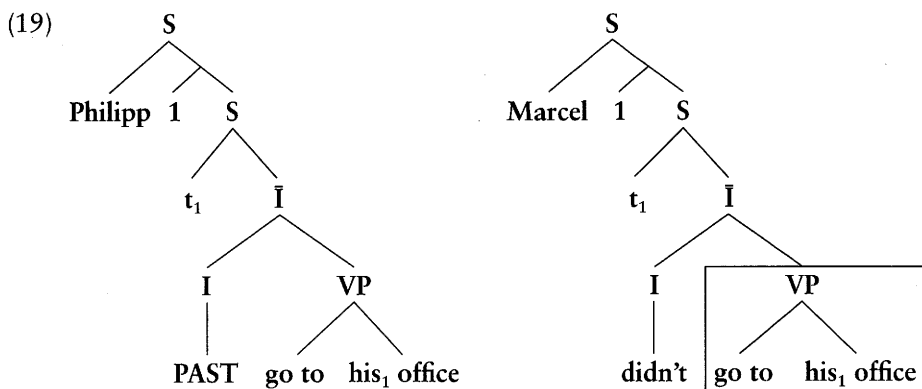 (19) S S
Philipp 1 S Marcel 1 S
t₁ Ī t₁ Ī
I VP I VP
PAST go to his₁ office didn't go to his₁ office